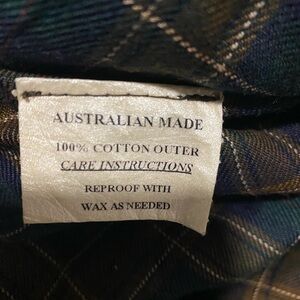 AUSTRALIAN MADE
100% COTTON OUTER
CARE INSTRUCTIONS
REPROOF WITH
WAX AS NEEDED